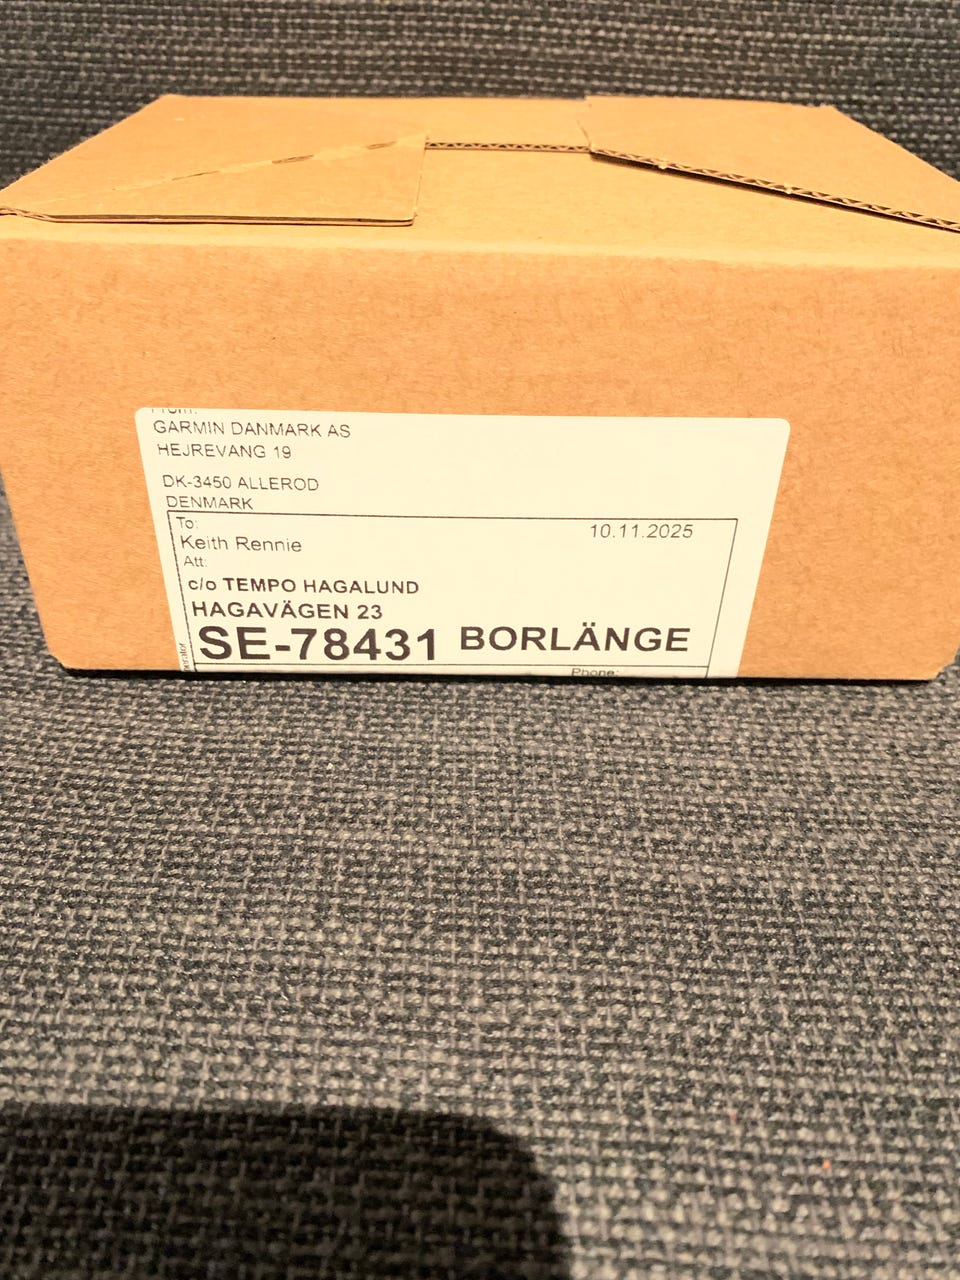 From:
GARMIN DANMARK AS
HEJREVANG 19
DK-3450 ALLEROD
DENMARK
To:
10.11.2025
Keith Rennie
Att:
c/o TEMPO HAGALUND
HAGAVÄGEN 23
SE-78431 BORLÄNGE
Phone: